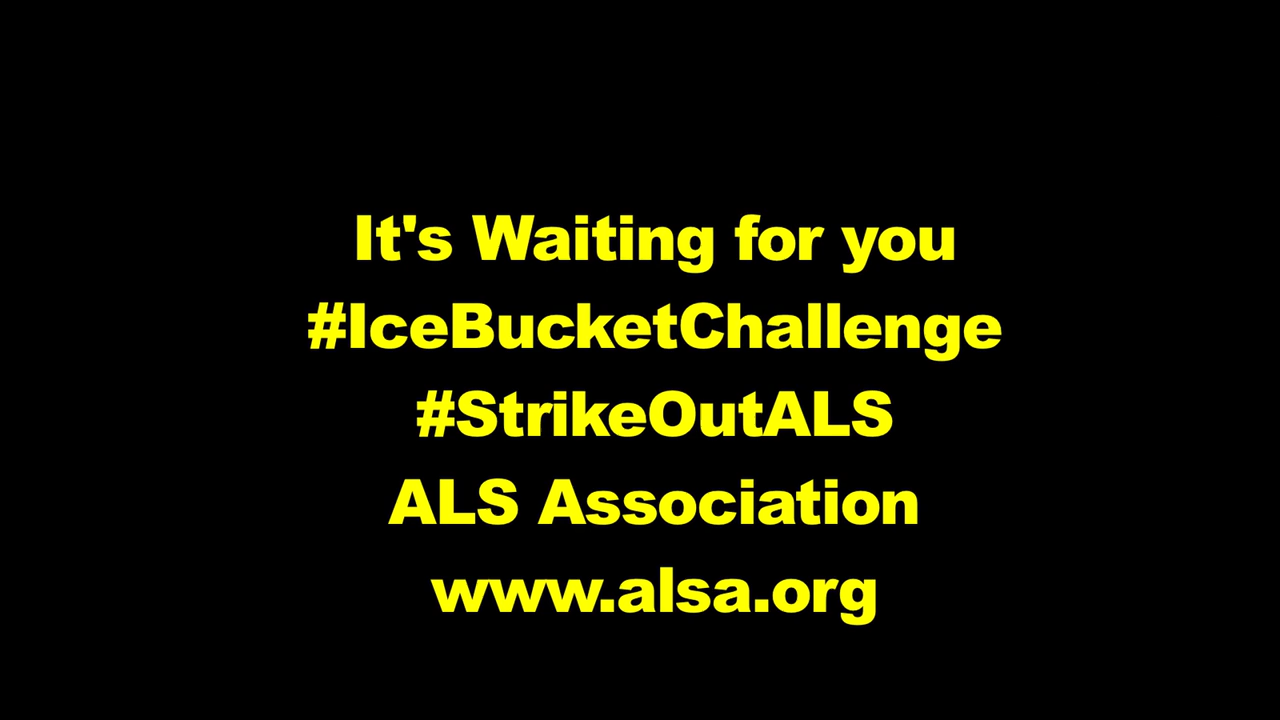 It's Waiting for you
#IceBucketChallenge
#StrikeOutALS
ALS Association
www.alsa.org